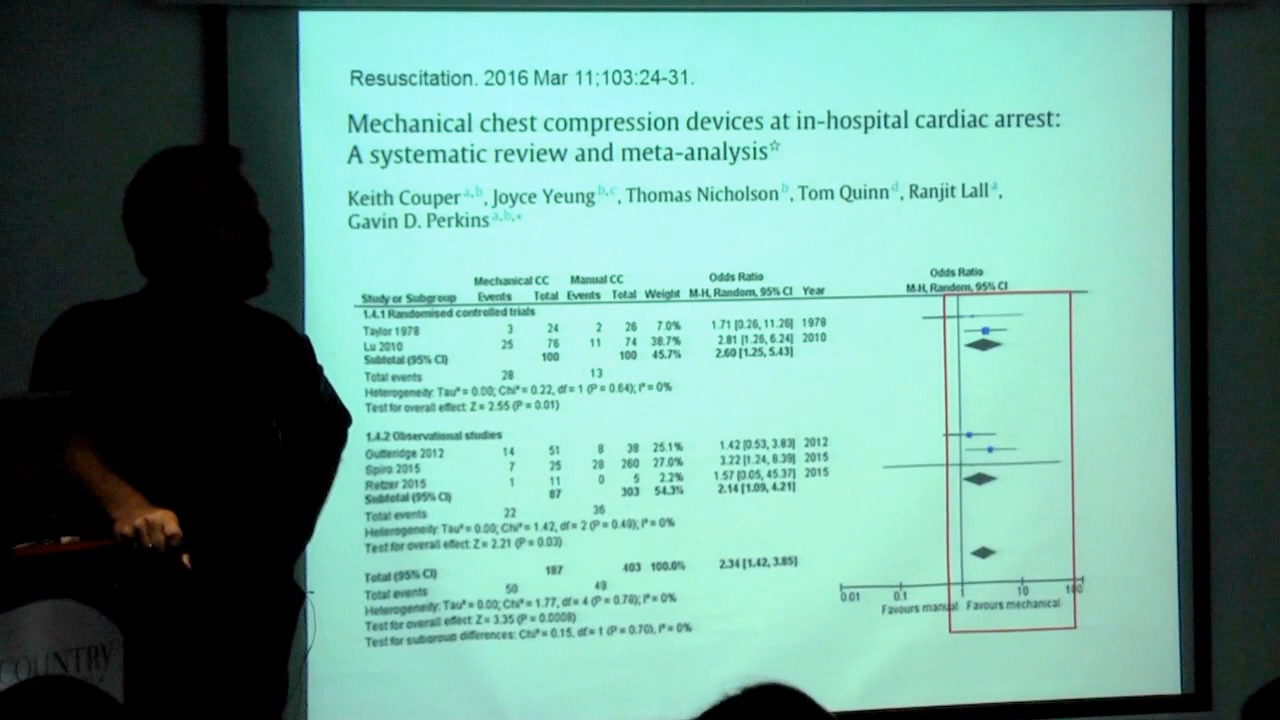 Resuscitation. 2016 Mar 11;103:24-31.
Mechanical chest compression devices at in-hospital cardiac arrest:
A systematic review and meta-analysis☆
Keith Couper a,b, Joyce Yeung b,c, Thomas Nicholson b, Tom Quinn d, Ranjit Lall a,
Gavin D. Perkins a,b,*
Mechanical CC Manual CC Odds Ratio Odds Ratio
Study or Subgroup Events Total Events Total Weight M-H, Random, 95% CI Year M-H, Random, 95% CI
1.4.1 Randomised controlled trials
Taylor 1978 3 24 2 26 7.0% 1.71 [0.26, 11.26] 1978
Lu 2010 25 76 11 74 38.7% 2.81 [1.26, 6.24] 2010
Subtotal (95% CI) 100 100 45.7% 2.60 [1.25, 5.43]
Total events 28 13
Heterogeneity: Tau² = 0.00; Chi² = 0.22, df = 1 (P = 0.64); I² = 0%
Test for overall effect: Z = 2.55 (P = 0.01)
1.4.2 Observational studies
Gutteridge 2012 14 51 8 38 25.1% 1.42 [0.53, 3.83] 2012
Spiro 2015 7 25 28 260 27.0% 3.22 [1.24, 8.39] 2015
Retzer 2015 1 11 0 5 2.2% 1.57 [0.05, 45.37] 2015
Subtotal (95% CI) 87 303 54.3% 2.14 [1.09, 4.21]
Total events 22 36
Heterogeneity: Tau² = 0.00; Chi² = 1.42, df = 2 (P = 0.49); I² = 0%
Test for overall effect: Z = 2.21 (P = 0.03)
Total (95% CI) 187 403 100.0% 2.34 [1.42, 3.85]
Total events 50 49
Heterogeneity: Tau² = 0.00; Chi² = 1.77, df = 4 (P = 0.78); I² = 0%
Test for overall effect: Z = 3.35 (P = 0.0008)
Test for subgroup differences: Chi² = 0.15, df = 1 (P = 0.70), I² = 0%
0.01 0.1 1 10 100
Favours manual Favours mechanical
COUNTRY